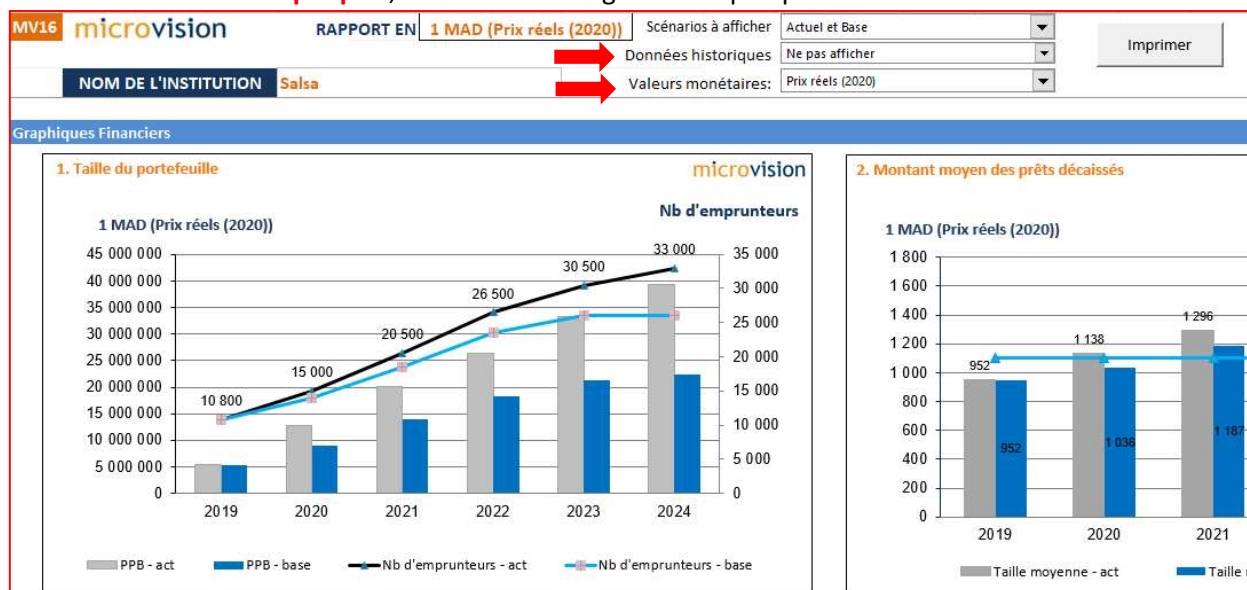 MV16 microvision RAPPORT EN 1 MAD (Prix réels (2020)) Scénarios à afficher Actuel et Base
Données historiques Ne pas afficher
Imprimer
NOM DE L'INSTITUTION Salsa Valeurs monétaires: Prix réels (2020)
Graphiques Financiers
1. Taille du portefeuille
microvision
1 MAD (Prix réels (2020))
Nb d'emprunteurs
45 000 000
40 000 000
35 000 000
30 000 000
25 000 000
20 000 000
15 000 000
10 000 000
5 000 000
0
10 800
15 000
20 500
26 500
30 500
33 000
35 000
30 000
25 000
20 000
15 000
10 000
5 000
0
2019 2020 2021 2022 2023 2024
PPB - act PPB - base Nb d'emprunteurs - act Nb d'emprunteurs - base
2. Montant moyen des prêts décaissés
1 MAD (Prix réels (2020))
1 800
1 600
1 400
1 200
1 000
800
600
400
200
0
952
1 138
1 296
952
1 036
1 187
2019 2020 2021
Taille moyenne - act Taille